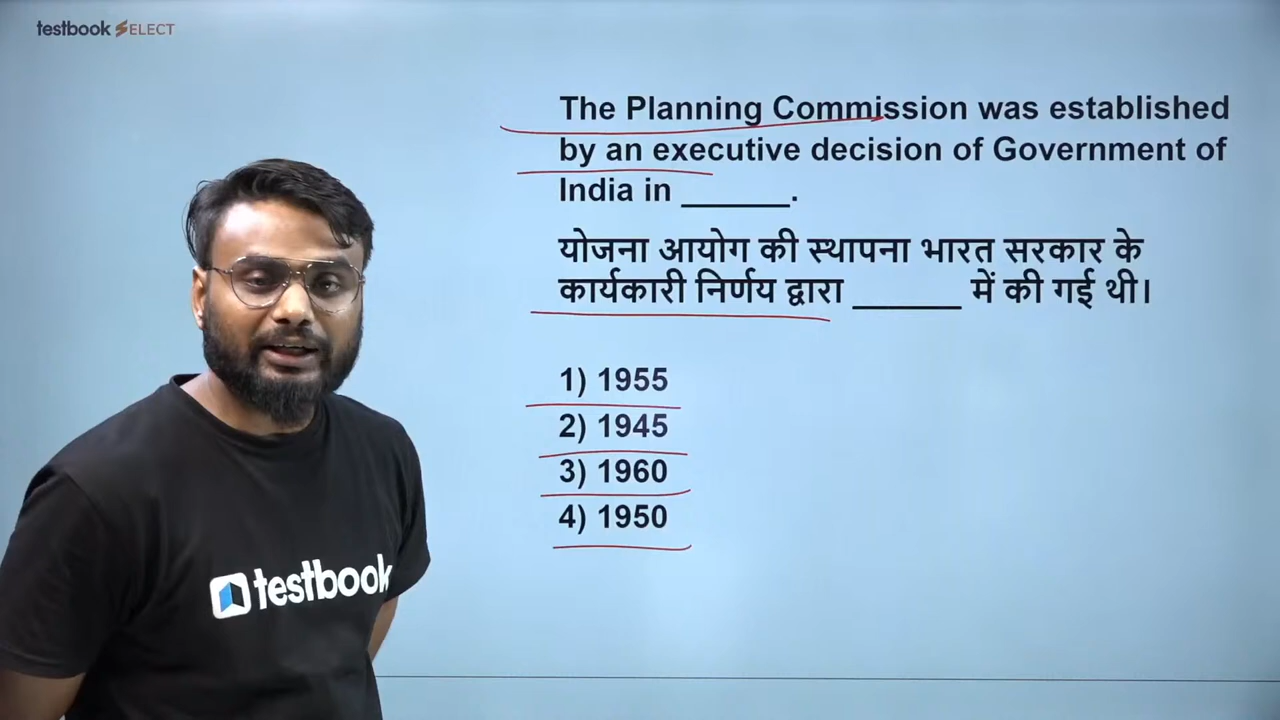 testbook SELECT
The Planning Commission was established
by an executive decision of Government of
India in ______.
योजना आयोग की स्थापना भारत सरकार के
कार्यकारी निर्णय द्वारा ______ में की गई थी।
1) 1955
2) 1945
3) 1960
4) 1950
testbook